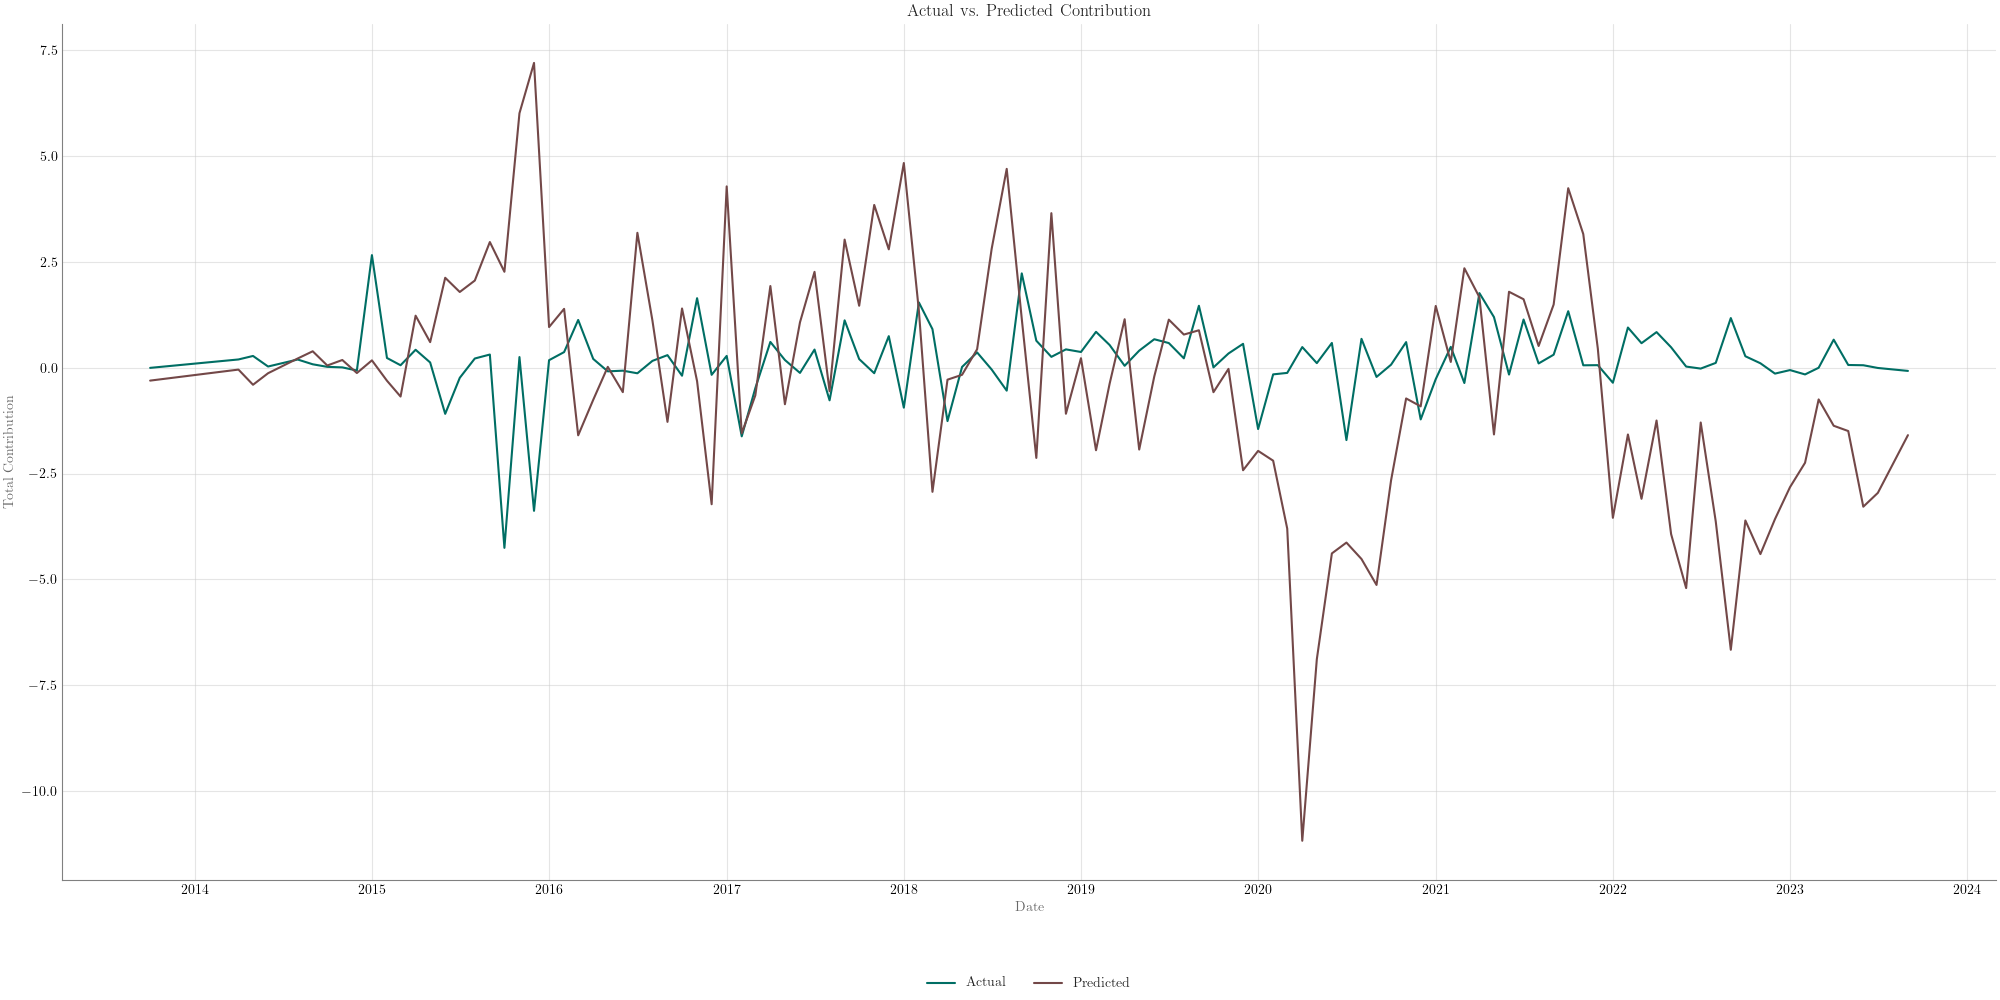 Actual vs. Predicted Contribution
7.5
5.0
2.5
0.0
−2.5
−5.0
−7.5
−10.0
Total Contribution
2014 2015 2016 2017 2018 2019 2020 2021 2022 2023 2024
Date
Actual Predicted